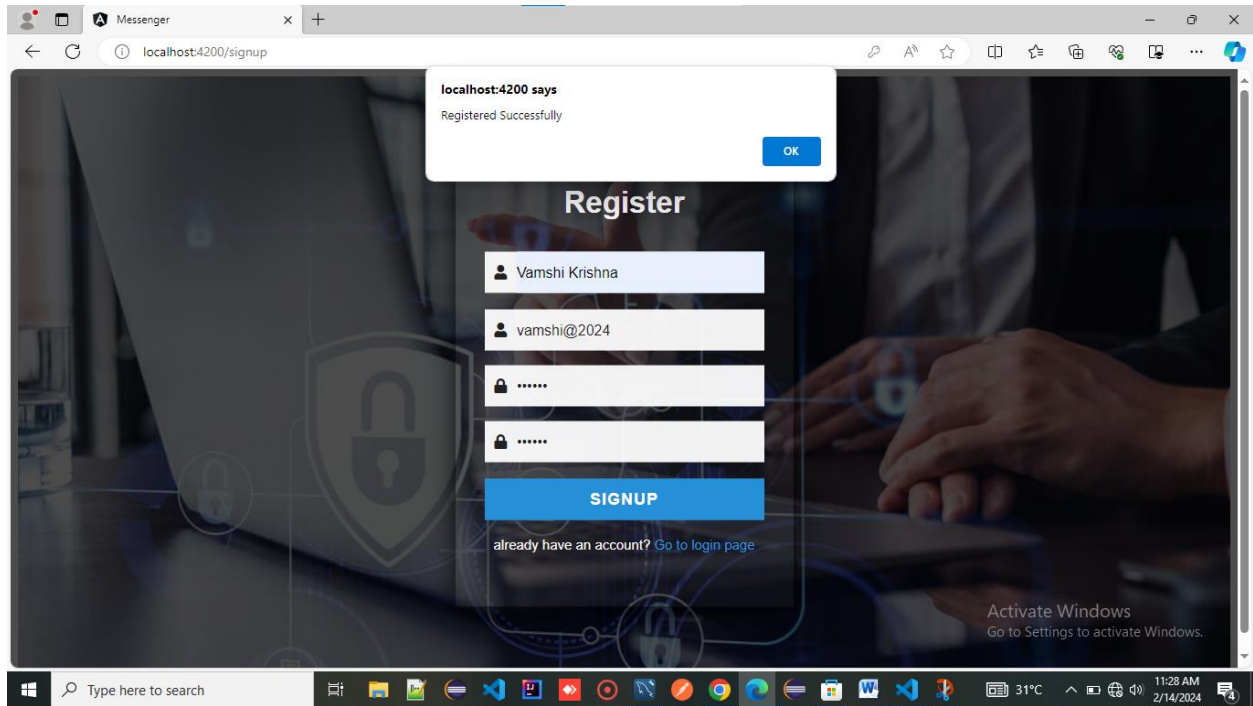 Messenger
localhost:4200/signup
localhost:4200 says
Registered Successfully
OK
Register
Vamshi Krishna
vamshi@2024
••••••
••••••
SIGNUP
already have an account? Go to login page
Activate Windows
Go to Settings to activate Windows.
Type here to search
31°C
11:28 AM
2/14/2024
4